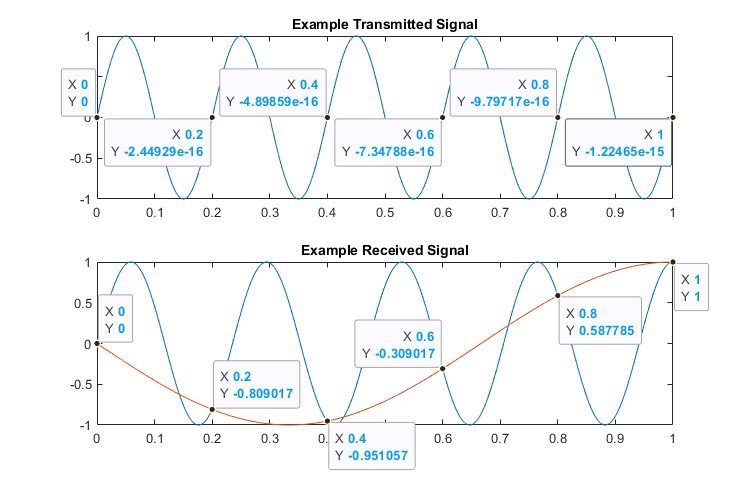 Example Transmitted Signal
1
X 0
Y 0
X 0.4
Y -4.89859e-16
X 0.8
Y -9.79717e-16
0
X 0.2
Y -2.44929e-16
X 0.6
Y -7.34788e-16
X 1
Y -1.22465e-15
-0.5
-1
0 0.1 0.2 0.3 0.4 0.5 0.6 0.7 0.8 0.9 1
Example Received Signal
1
0.5
0
-0.5
-1
X 0
Y 0
X 0.2
Y -0.809017
X 0.4
Y -0.951057
X 0.6
Y -0.309017
X 0.8
Y 0.587785
X 1
Y 1
0 0.1 0.2 0.3 0.4 0.5 0.6 0.7 0.8 0.9 1